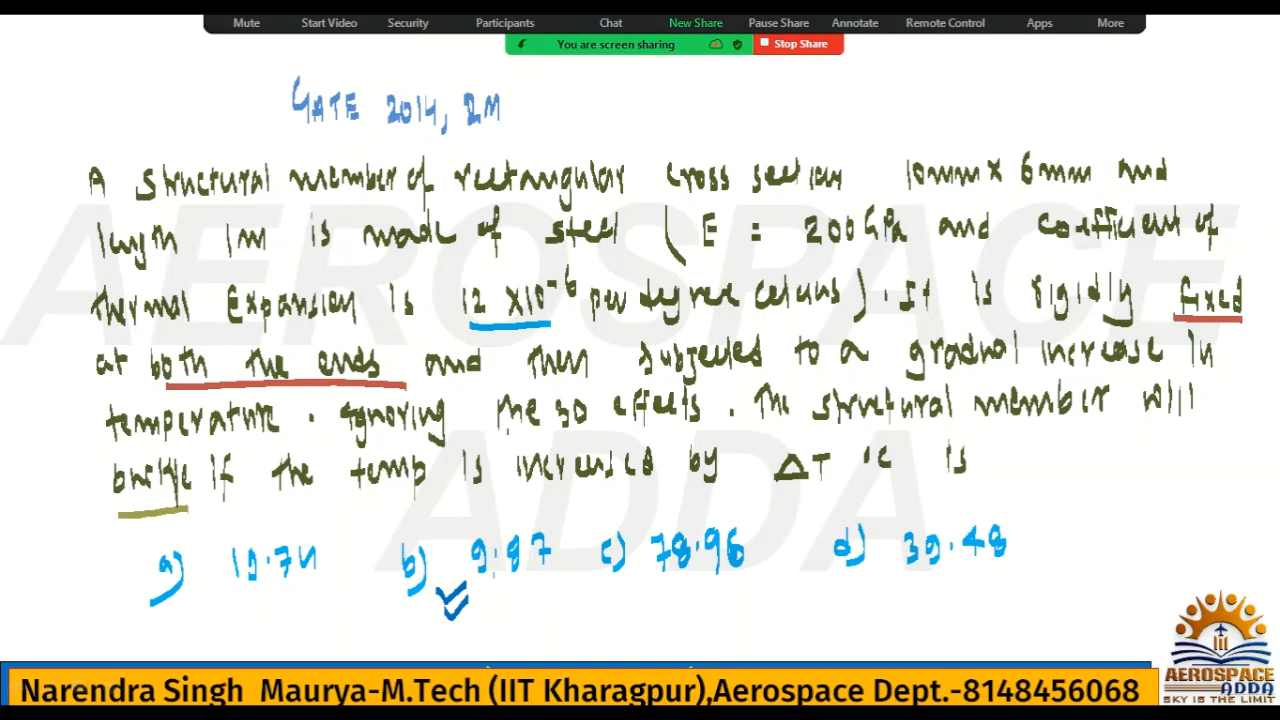 Mute Start Video Security Participants Chat New Share Pause Share Annotate Remote Control Apps More
You are screen sharing Stop Share
GATE 2014, 2M
A structural member of rectangular cross section 10mm x 6mm and
length 1M is made of steel ( E = 200GPa and coefficient of
thermal Expansion is 12 x10^-6 per degree celsius). It is rigidly fixed
at both the ends and then subjected to a gradual increase in
temperature. Ignoring the 3D effects. The structural member will
buckle if the temp is increased by ΔT °C is
a) 19.74 b) 9.87 c) 78.96 d) 39.48
AEROSPACE
ADDA
AEROSPACE
ADDA
SKY IS THE LIMIT
Narendra Singh Maurya-M.Tech (IIT Kharagpur),Aerospace Dept.-8148456068